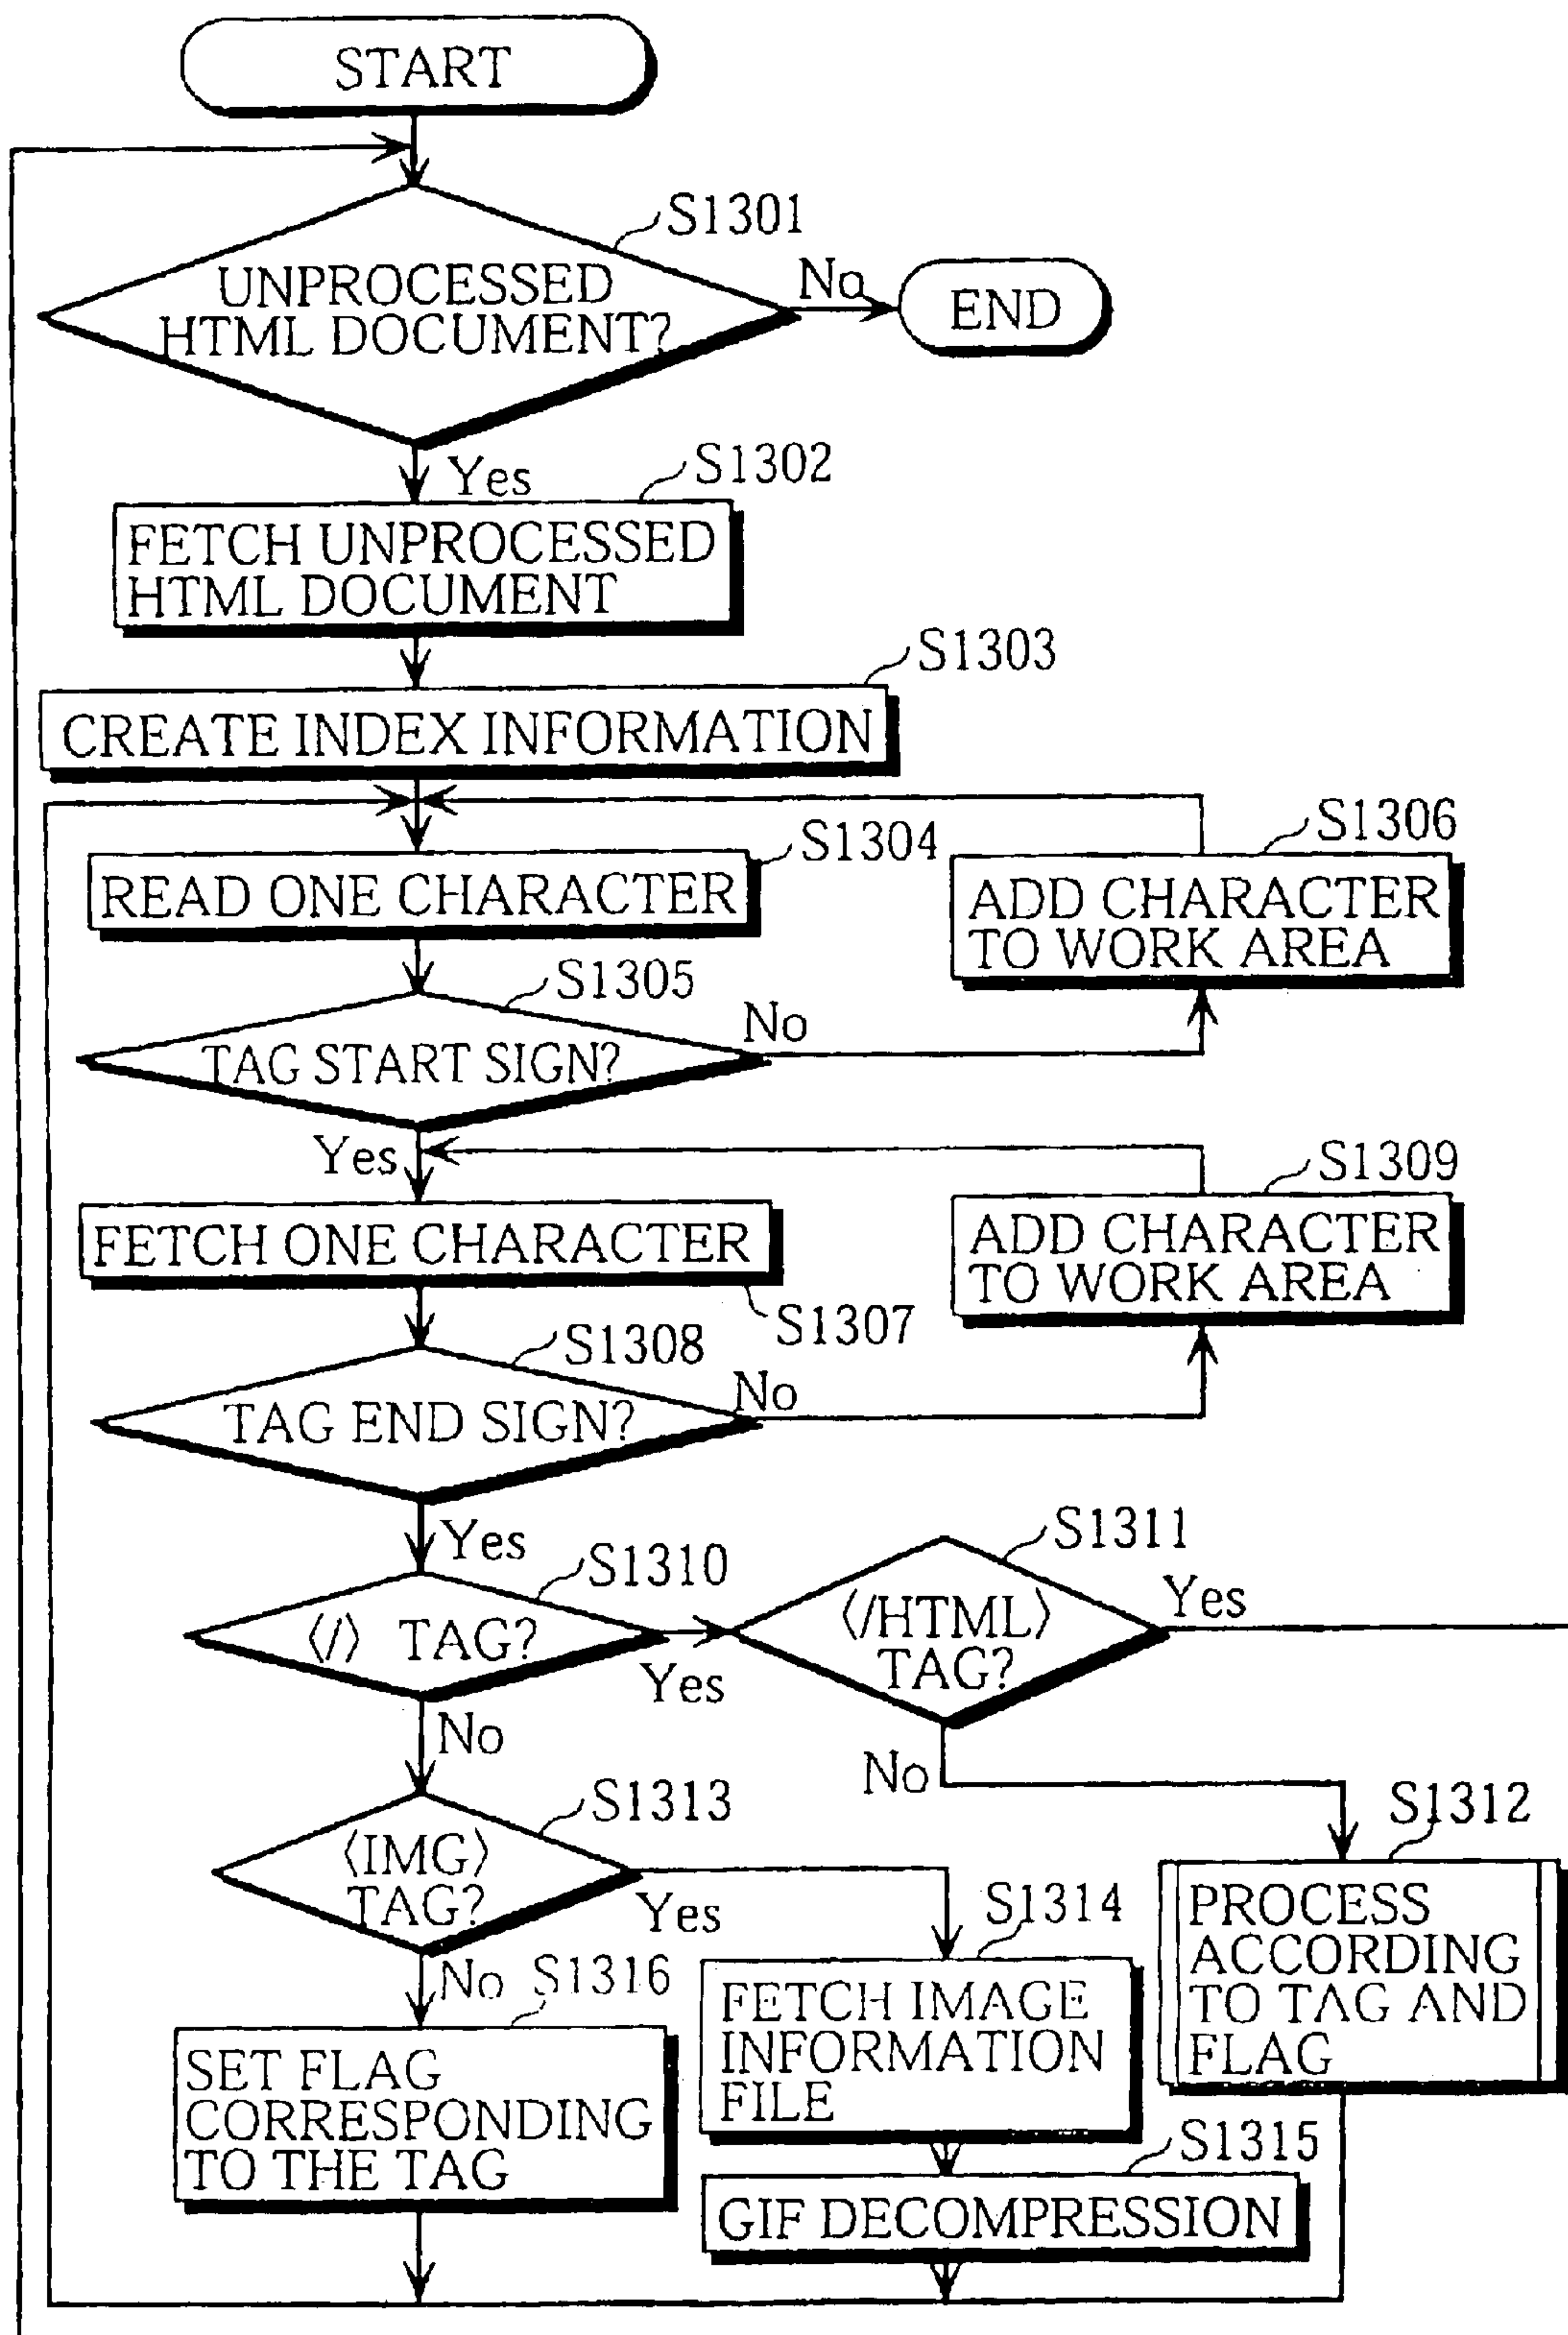 START
S1301
UNPROCESSED
HTML DOCUMENT?
No
END
Yes
S1302
FETCH UNPROCESSED
HTML DOCUMENT
S1303
CREATE INDEX INFORMATION
S1304
READ ONE CHARACTER
S1306
ADD CHARACTER
TO WORK AREA
S1305
TAG START SIGN?
No
Yes
S1309
ADD CHARACTER
TO WORK AREA
FETCH ONE CHARACTER
S1307
S1308
TAG END SIGN?
No
Yes
S1310
〈/〉 TAG?
Yes
S1311
〈/HTML〉
TAG?
Yes
No
No
S1312
PROCESS
ACCORDING
TO TAG AND
FLAG
S1313
〈IMG〉
TAG?
Yes
S1314
FETCH IMAGE
INFORMATION
FILE
No
S1316
SET FLAG
CORRESPONDING
TO THE TAG
S1315
GIF DECOMPRESSION